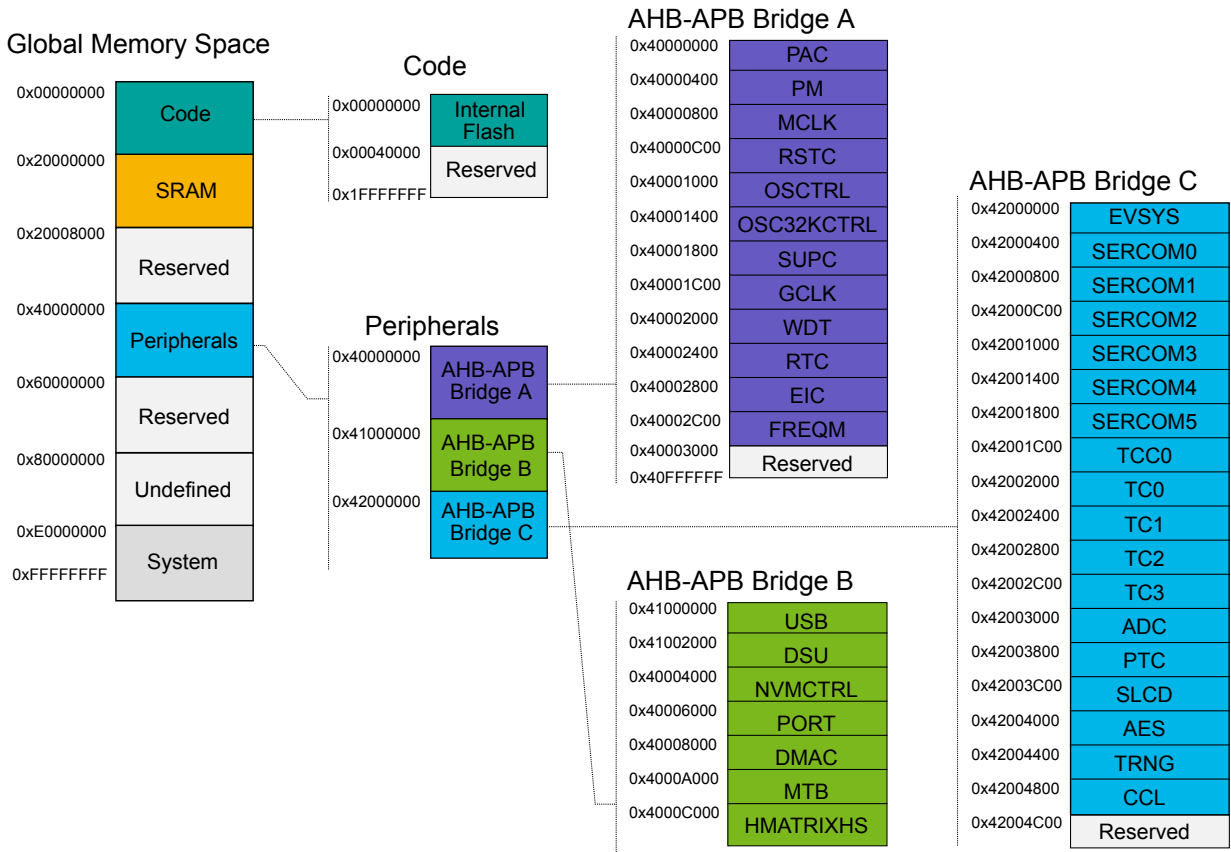 Global Memory Space
0x00000000
Code
0x20000000
SRAM
0x20008000
Reserved
0x40000000
Peripherals
0x60000000
Reserved
0x80000000
Undefined
0xE0000000
System
0xFFFFFFFF
Code
0x00000000
Internal
Flash
0x00040000
Reserved
0x1FFFFFFF
Peripherals
0x40000000
AHB-APB
Bridge A
0x41000000
AHB-APB
Bridge B
0x42000000
AHB-APB
Bridge C
AHB-APB Bridge A
0x40000000
PAC
0x40000400
PM
0x40000800
MCLK
0x40000C00
RSTC
0x40001000
OSCTRL
0x40001400
OSC32KCTRL
0x40001800
SUPC
0x40001C00
GCLK
0x40002000
WDT
0x40002400
RTC
0x40002800
EIC
0x40002C00
FREQM
0x40003000
Reserved
0x40FFFFFF
AHB-APB Bridge B
0x41000000
USB
0x41002000
DSU
0x40004000
NVMCTRL
0x40006000
PORT
0x40008000
DMAC
0x4000A000
MTB
0x4000C000
HMATRIXHS
AHB-APB Bridge C
0x42000000
EVSYS
0x42000400
SERCOM0
0x42000800
SERCOM1
0x42000C00
SERCOM2
0x42001000
SERCOM3
0x42001400
SERCOM4
0x42001800
SERCOM5
0x42001C00
TCC0
0x42002000
TC0
0x42002400
TC1
0x42002800
TC2
0x42002C00
TC3
0x42003000
ADC
0x42003800
PTC
0x42003C00
SLCD
0x42004000
AES
0x42004400
TRNG
0x42004800
CCL
0x42004C00
Reserved